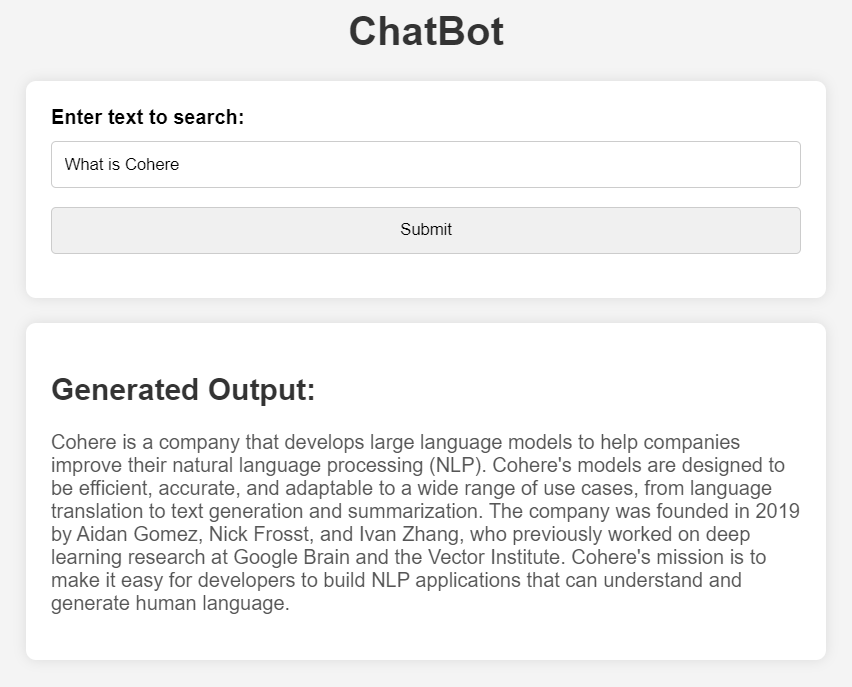 ChatBot
Enter text to search:
What is Cohere
Submit
Generated Output:
Cohere is a company that develops large language models to help companies
improve their natural language processing (NLP). Cohere's models are designed to
be efficient, accurate, and adaptable to a wide range of use cases, from language
translation to text generation and summarization. The company was founded in 2019
by Aidan Gomez, Nick Frosst, and Ivan Zhang, who previously worked on deep
learning research at Google Brain and the Vector Institute. Cohere's mission is to
make it easy for developers to build NLP applications that can understand and
generate human language.